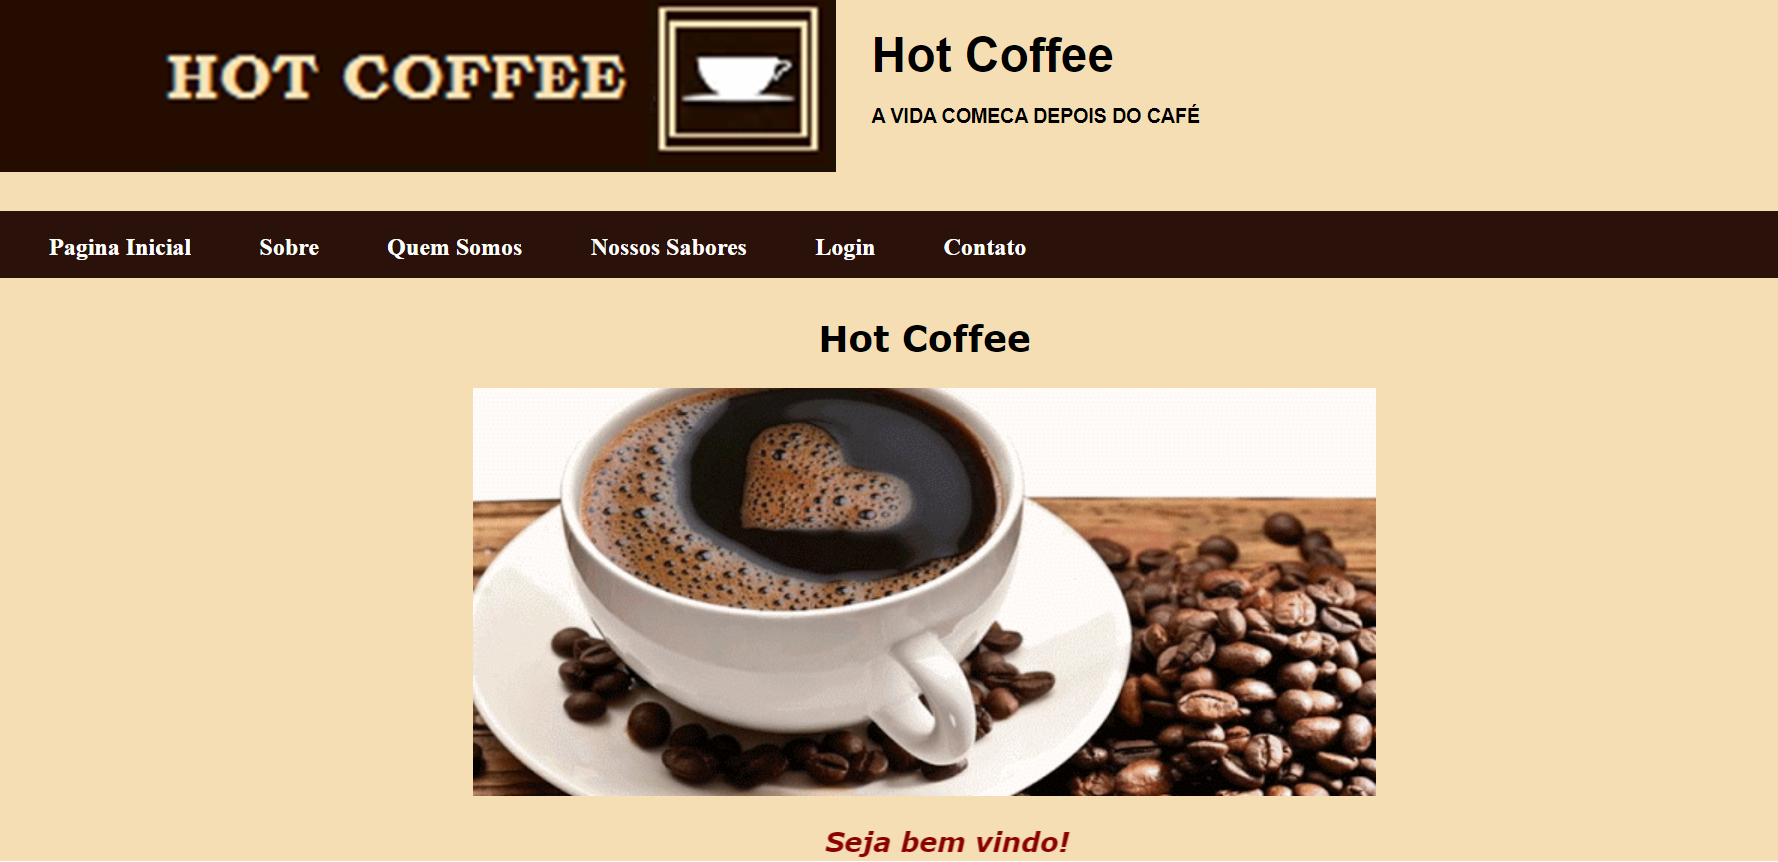 HOT COFFEE
Hot Coffee
A VIDA COMECA DEPOIS DO CAFÉ
Pagina Inicial Sobre Quem Somos Nossos Sabores Login Contato
Hot Coffee
Seja bem vindo!